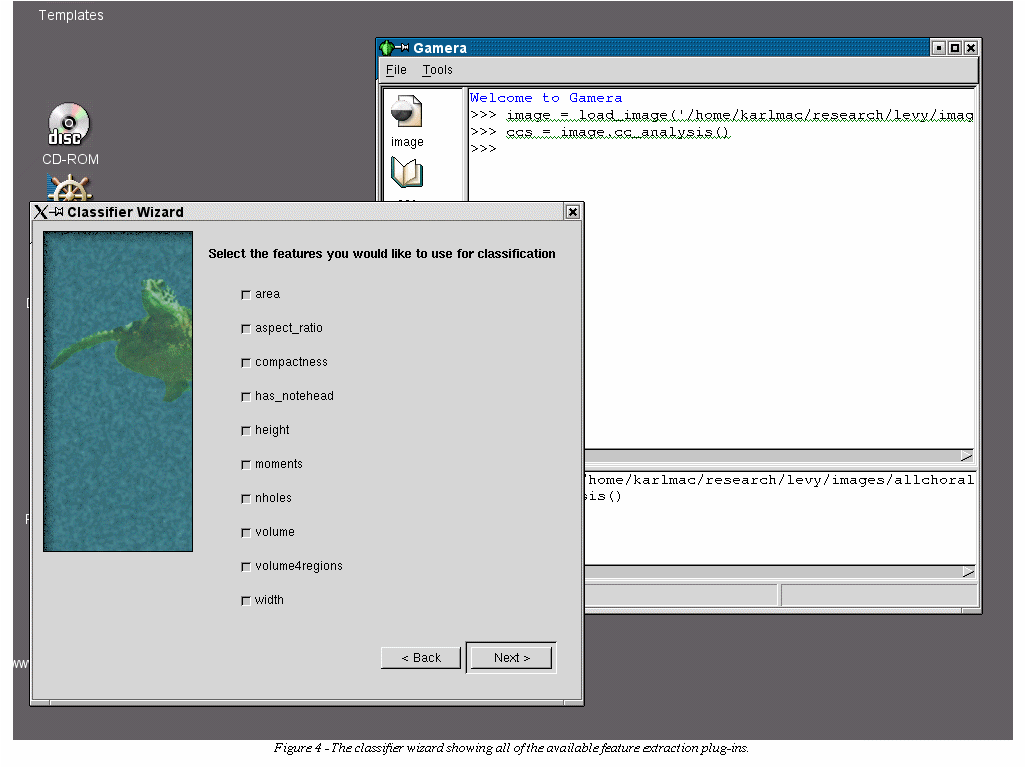 Templates
Gamera
File Tools
Welcome to Gamera
>>> image = load_image('/home/karlmac/research/levy/imag
>>> ccs = image.cc_analysis()
>>>
image
disc
CD-ROM
Classifier Wizard
Select the features you would like to use for classification
area
aspect_ratio
compactness
has_notehead
height
moments
nholes
volume
volume4regions
width
< Back Next >
'home/karlmac/research/levy/images/allchoral
sis()
ww
Figure 4 - The classifier wizard showing all of the available feature extraction plug-ins.